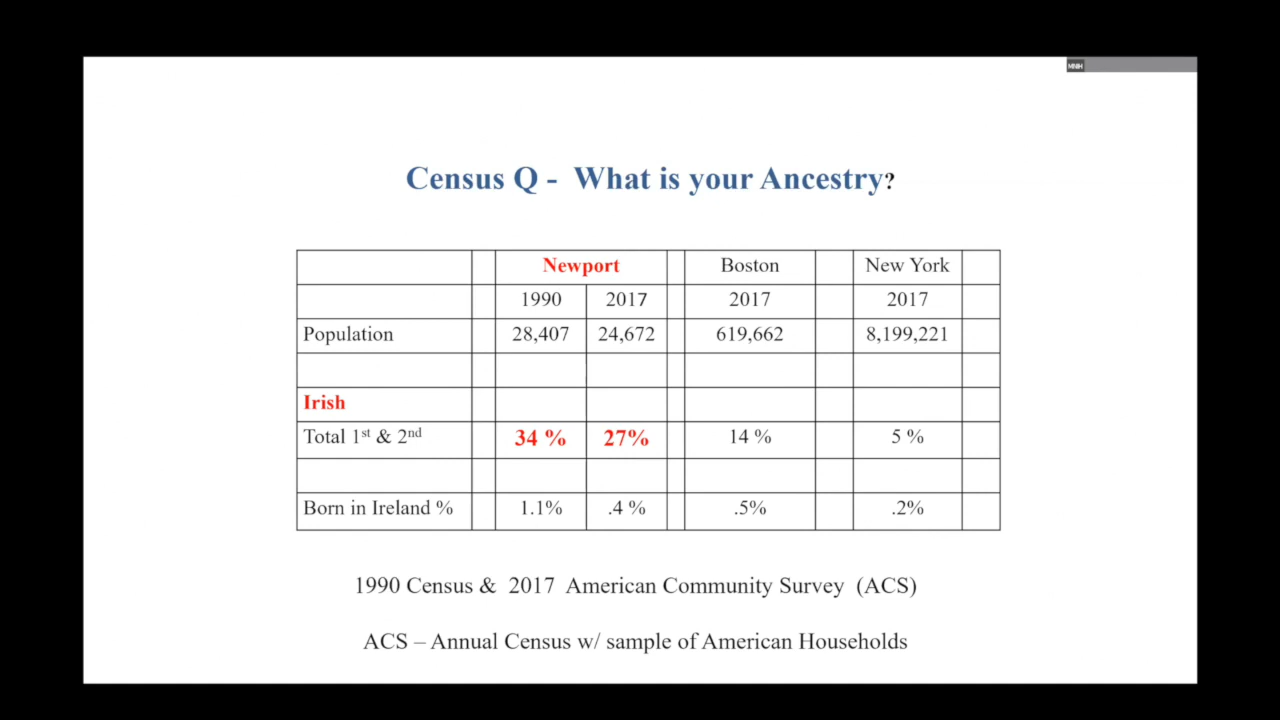 MNIH
Census Q - What is your Ancestry?
Newport Boston New York
1990 2017 2017 2017
Population 28,407 24,672 619,662 8,199,221
Irish
Total 1st & 2nd 34 % 27% 14 % 5 %
Born in Ireland % 1.1% .4 % .5% .2%
1990 Census & 2017 American Community Survey (ACS)
ACS – Annual Census w/ sample of American Households